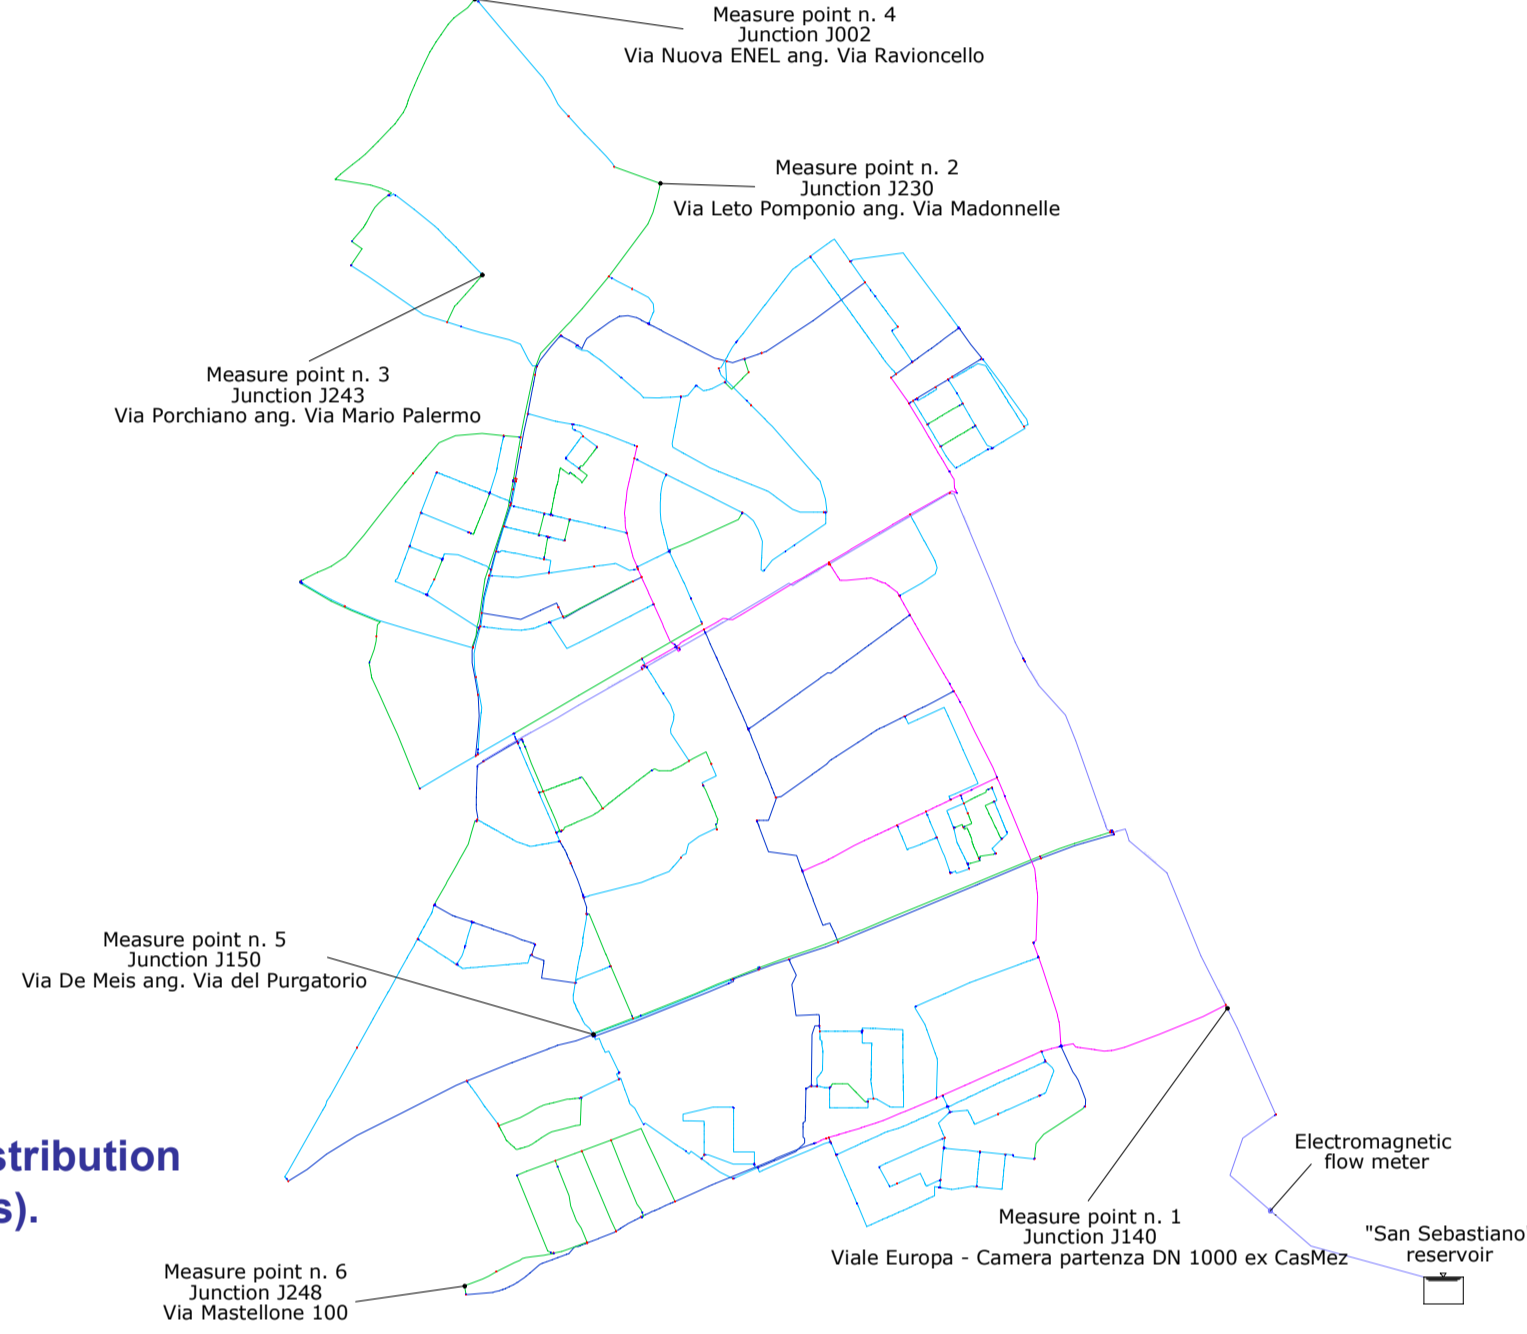 Measure point n. 4
Junction J002
Via Nuova ENEL ang. Via Ravioncello
Measure point n. 2
Junction J230
Via Leto Pomponio ang. Via Madonnelle
Measure point n. 3
Junction J243
Via Porchiano ang. Via Mario Palermo
Measure point n. 5
Junction J150
Via De Meis ang. Via del Purgatorio
stribution
s).
Electromagnetic
flow meter
Measure point n. 1
Junction J140
Viale Europa - Camera partenza DN 1000 ex CasMez
"San Sebastiano"
reservoir
Measure point n. 6
Junction J248
Via Mastellone 100